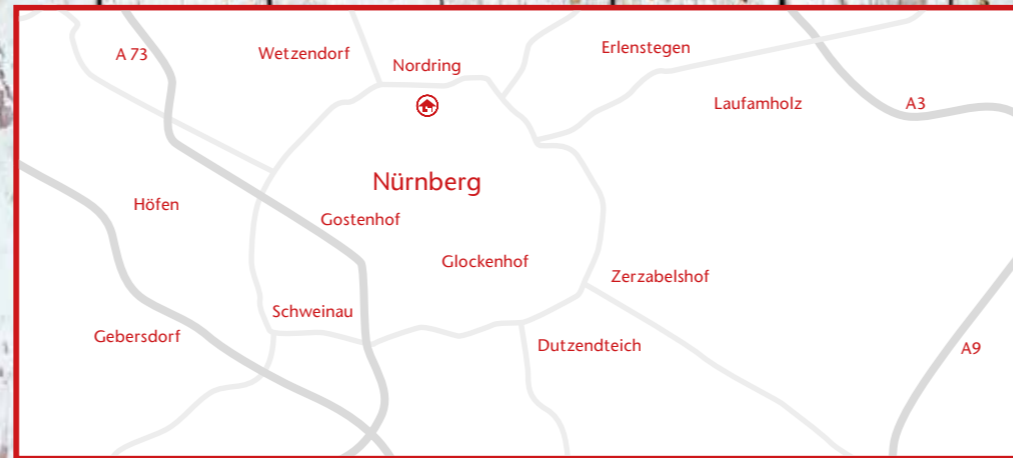 A 73
Wetzendorf
Nordring
Erlenstegen
Laufamholz
A3
Nürnberg
Höfen
Gostenhof
Glockenhof
Zerzabelshof
Schweinau
Gebersdorf
Dutzendteich
A9